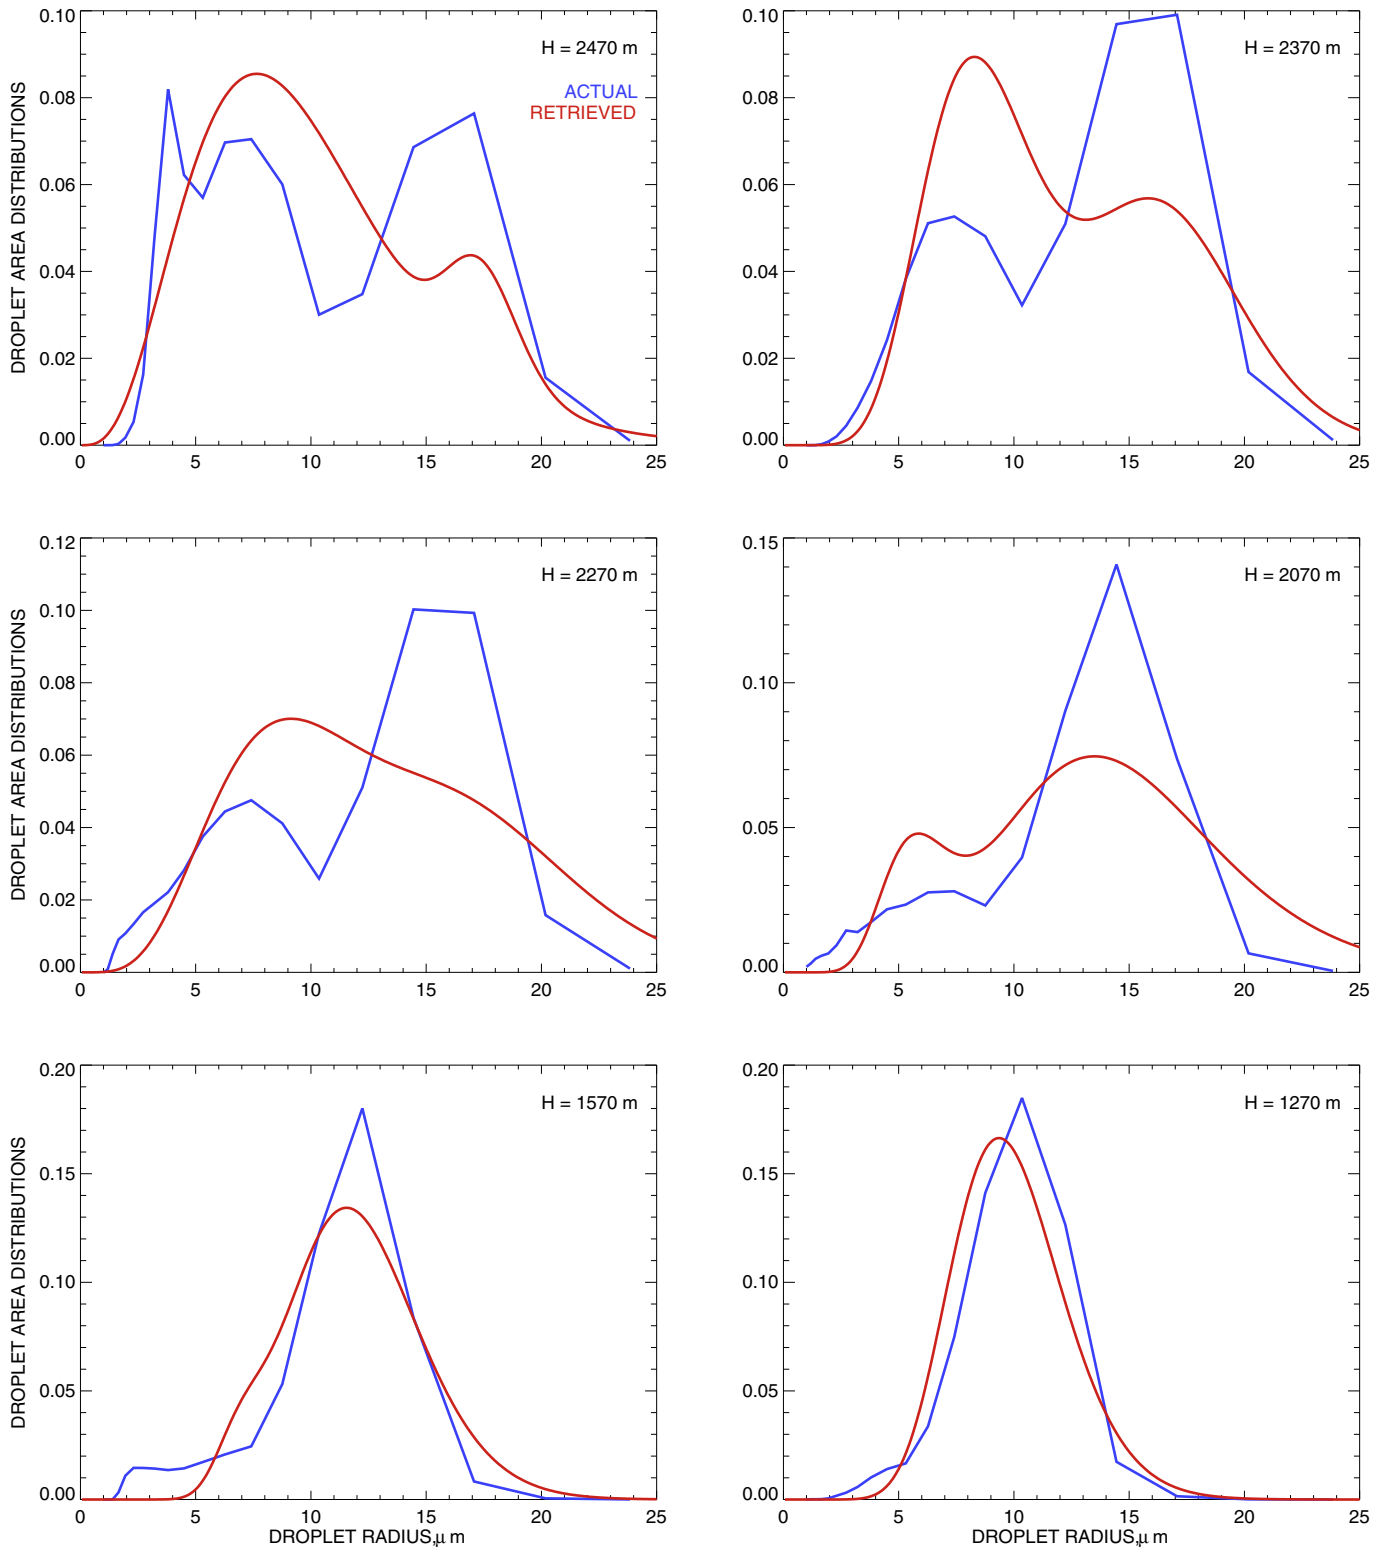 H = 2470 m
ACTUAL
RETRIEVED
DROPLET AREA DISTRIBUTIONS
0.10
0.08
0.06
0.04
0.02
0.00
0 5 10 15 20 25
H = 2370 m
0.10
0.08
0.06
0.04
0.02
0.00
0 5 10 15 20 25
H = 2270 m
DROPLET AREA DISTRIBUTIONS
0.12
0.10
0.08
0.06
0.04
0.02
0.00
0 5 10 15 20 25
H = 2070 m
0.15
0.10
0.05
0.00
0 5 10 15 20 25
H = 1570 m
DROPLET AREA DISTRIBUTIONS
0.20
0.15
0.10
0.05
0.00
0 5 10 15 20 25
DROPLET RADIUS,μ m
H = 1270 m
0.20
0.15
0.10
0.05
0.00
0 5 10 15 20 25
DROPLET RADIUS,μ m